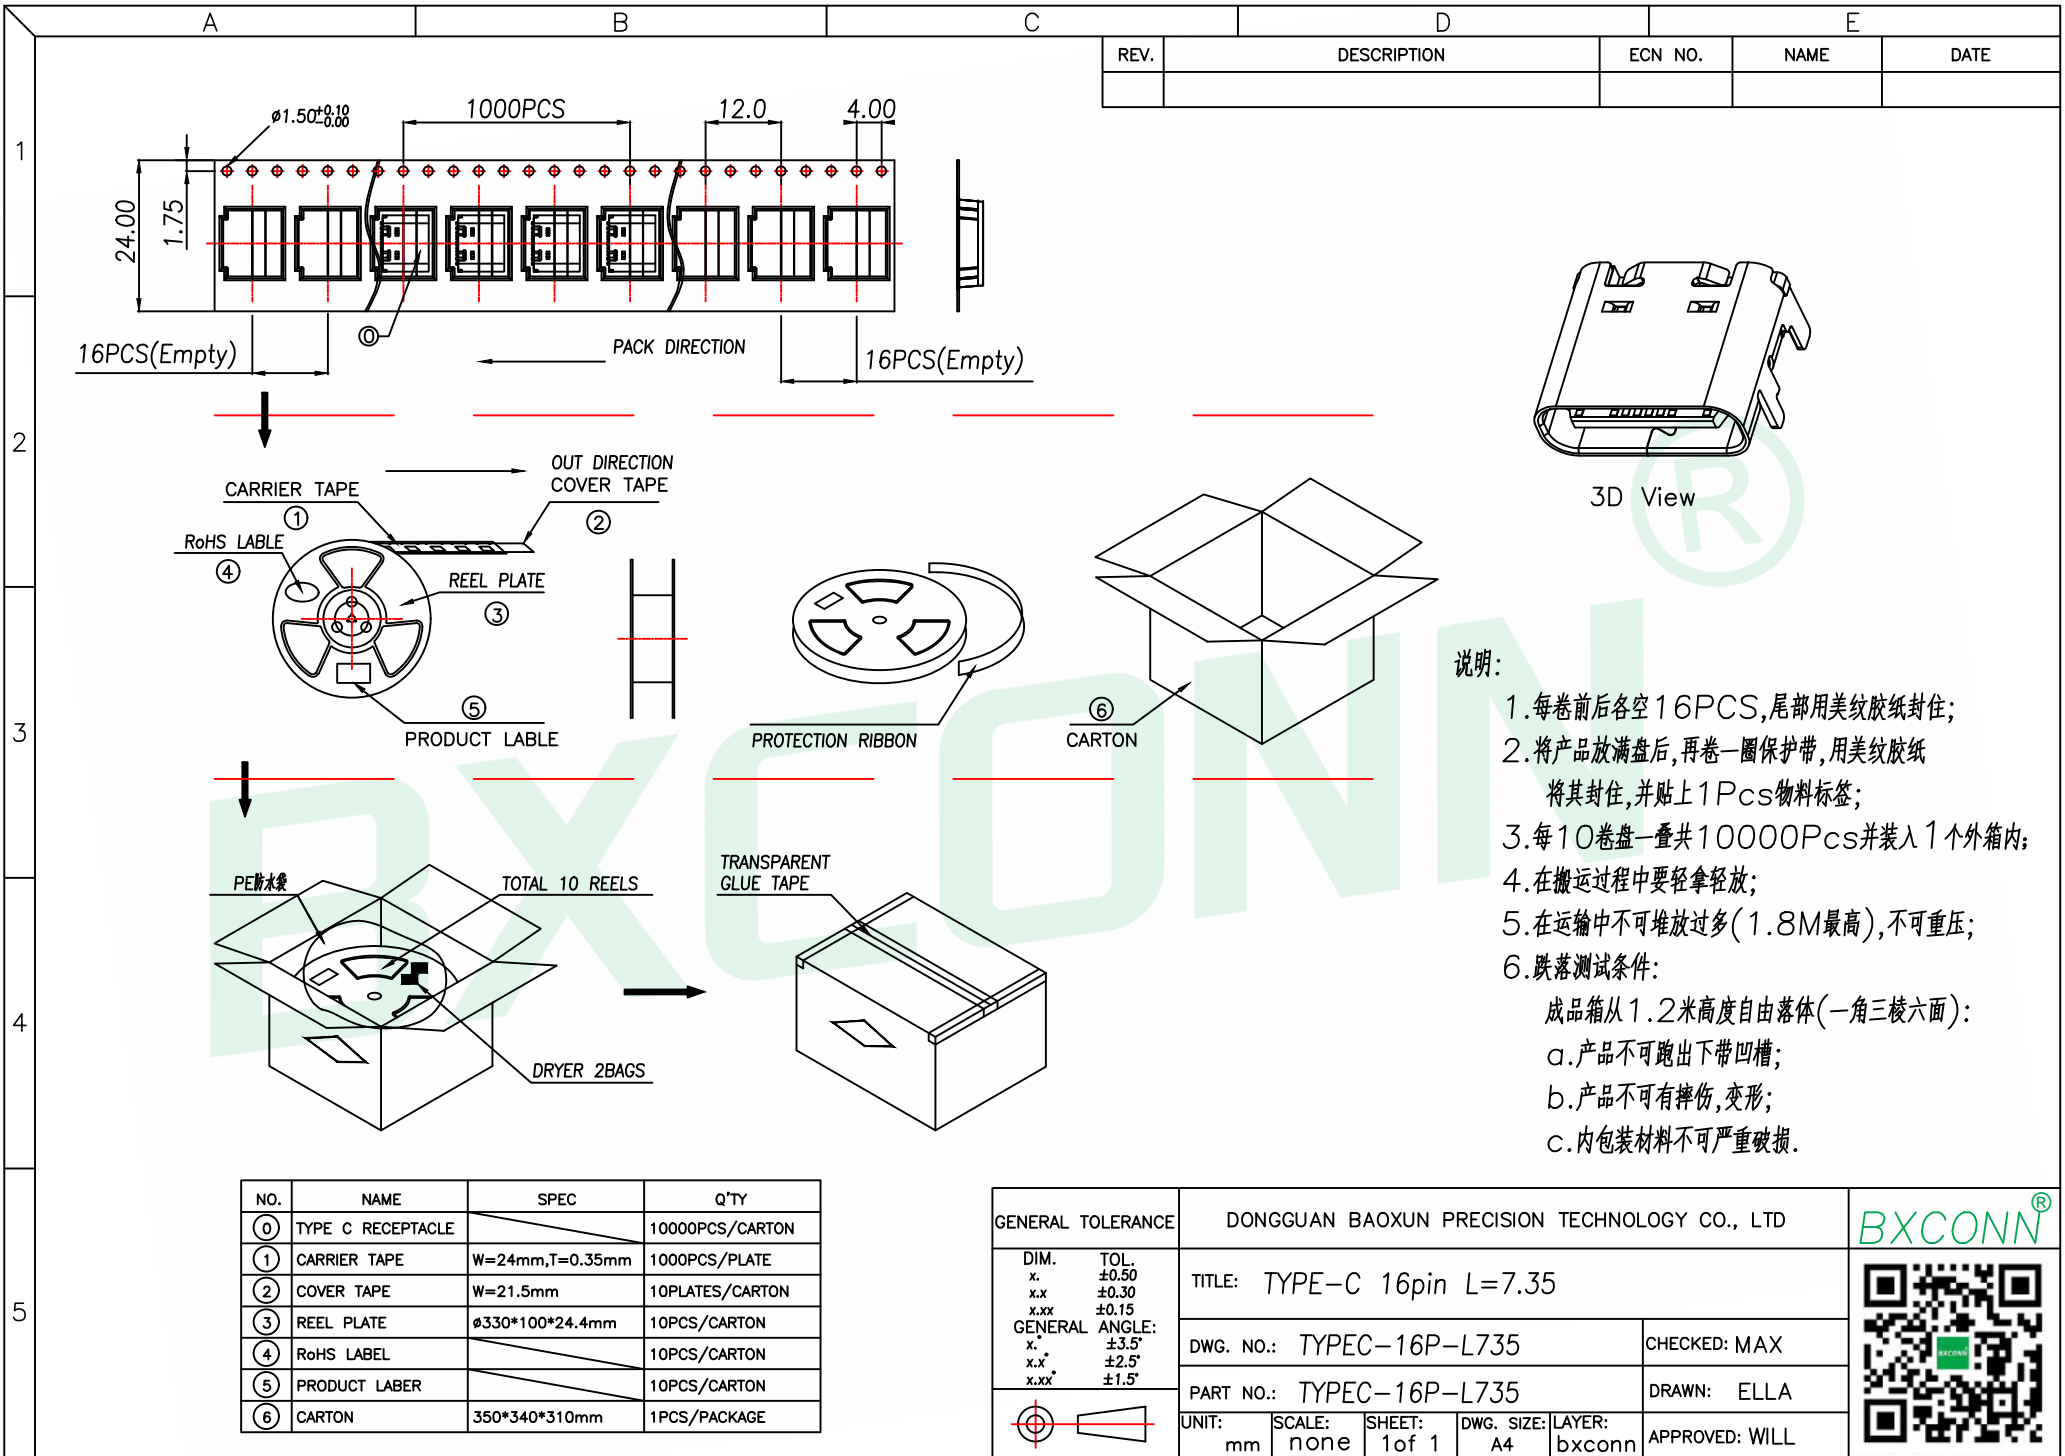 A B C D E
REV. DESCRIPTION ECN NO. NAME DATE
1
2
3
4
5
ø1.50+0.10 -0.00
1000PCS
12.0
4.00
24.00
1.75
0
16PCS(Empty)
PACK DIRECTION
16PCS(Empty)
3D View
OUT DIRECTION
COVER TAPE
2
CARRIER TAPE
1
RoHS LABLE
4
REEL PLATE
3
5
PRODUCT LABLE
PROTECTION RIBBON
6
CARTON
PE防水袋
TOTAL 10 REELS
DRYER 2BAGS
TRANSPARENT
GLUE TAPE
BXCONN®
说明:
1.每卷前后各空16PCS,尾部用美纹胶纸封住;
2.将产品放满盘后,再卷一圈保护带,用美纹胶纸
将其封住,并贴上1Pcs物料标签;
3.每10卷盘一叠共10000Pcs并装入1个外箱内;
4.在搬运过程中要轻拿轻放;
5.在运输中不可堆放过多(1.8M最高),不可重压;
6.跌落测试条件:
成品箱从1.2米高度自由落体(一角三棱六面):
a.产品不可跑出下带凹槽;
b.产品不可有摔伤,变形;
c.内包装材料不可严重破损.
NO. NAME SPEC Q'TY
0 TYPE C RECEPTACLE 10000PCS/CARTON
1 CARRIER TAPE W=24mm,T=0.35mm 1000PCS/PLATE
2 COVER TAPE W=21.5mm 10PLATES/CARTON
3 REEL PLATE ø330*100*24.4mm 10PCS/CARTON
4 RoHS LABEL 10PCS/CARTON
5 PRODUCT LABER 10PCS/CARTON
6 CARTON 350*340*310mm 1PCS/PACKAGE
GENERAL TOLERANCE
DIM. TOL.
x. ±0.50
x.x ±0.30
x.xx ±0.15
GENERAL ANGLE:
x.° ±3.5°
x.x° ±2.5°
x.xx° ±1.5°
DONGGUAN BAOXUN PRECISION TECHNOLOGY CO., LTD
TITLE: TYPE-C 16pin L=7.35
DWG. NO.: TYPEC-16P-L735
CHECKED: MAX
PART NO.: TYPEC-16P-L735
DRAWN: ELLA
UNIT: mm
SCALE: none
SHEET: 1of 1
DWG. SIZE: A4
LAYER: bxconn
APPROVED: WILL
BXCONN®
BXCONN